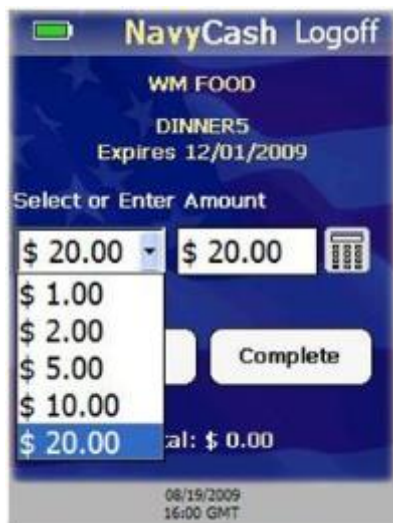 NavyCash Logoff
WM FOOD
DINNER5
Expires 12/01/2009
Select or Enter Amount
$ 20.00 $ 20.00
$ 1.00
$ 2.00
$ 5.00
Complete
$ 10.00
$ 20.00
al: $ 0.00
08/19/2009
16:00 GMT